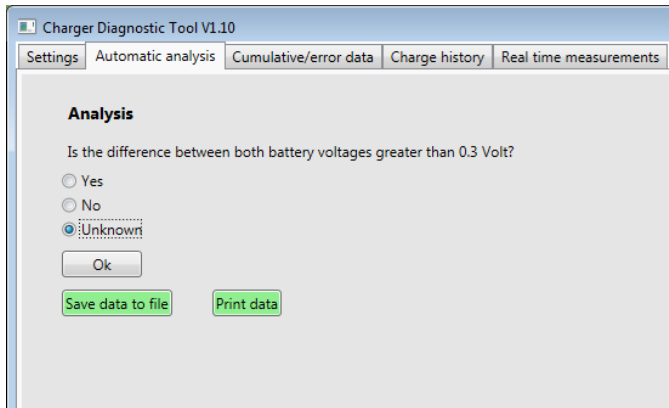 Charger Diagnostic Tool V1.10
Settings Automatic analysis Cumulative/error data Charge history Real time measurements
Analysis
Is the difference between both battery voltages greater than 0.3 Volt?
Yes
No
Unknown
Ok
Save data to file Print data